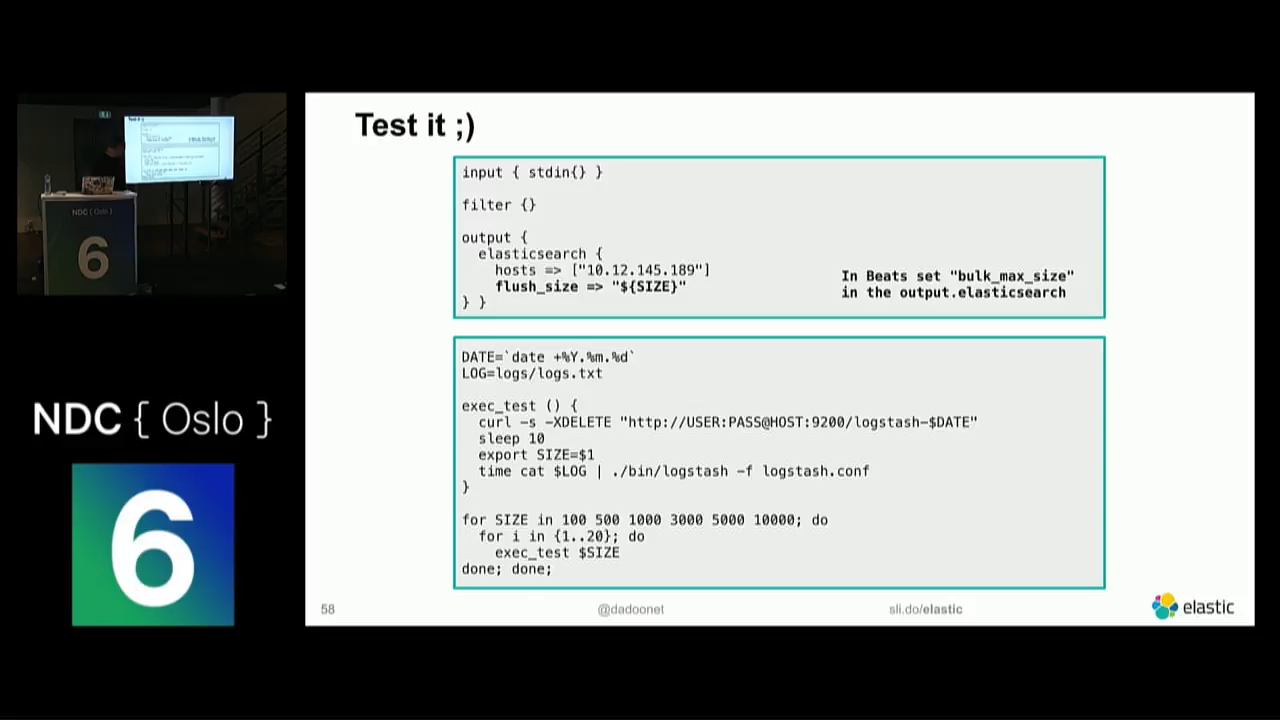 NDC { Oslo }
6
NDC { Oslo }
6
Test it ;)
input { stdin{} }
filter {}
output {
elasticsearch {
hosts => ["10.12.145.189"]
flush_size => "${SIZE}"
} }
In Beats set "bulk_max_size"
in the output.elasticsearch
DATE=`date +%Y.%m.%d`
LOG=logs/logs.txt
exec_test () {
curl -s -XDELETE "http://USER:PASS@HOST:9200/logstash-$DATE"
sleep 10
export SIZE=$1
time cat $LOG | ./bin/logstash -f logstash.conf
}
for SIZE in 100 500 1000 3000 5000 10000; do
for i in {1..20}; do
exec_test $SIZE
done; done;
58
@dadoonet
sli.do/elastic
elastic